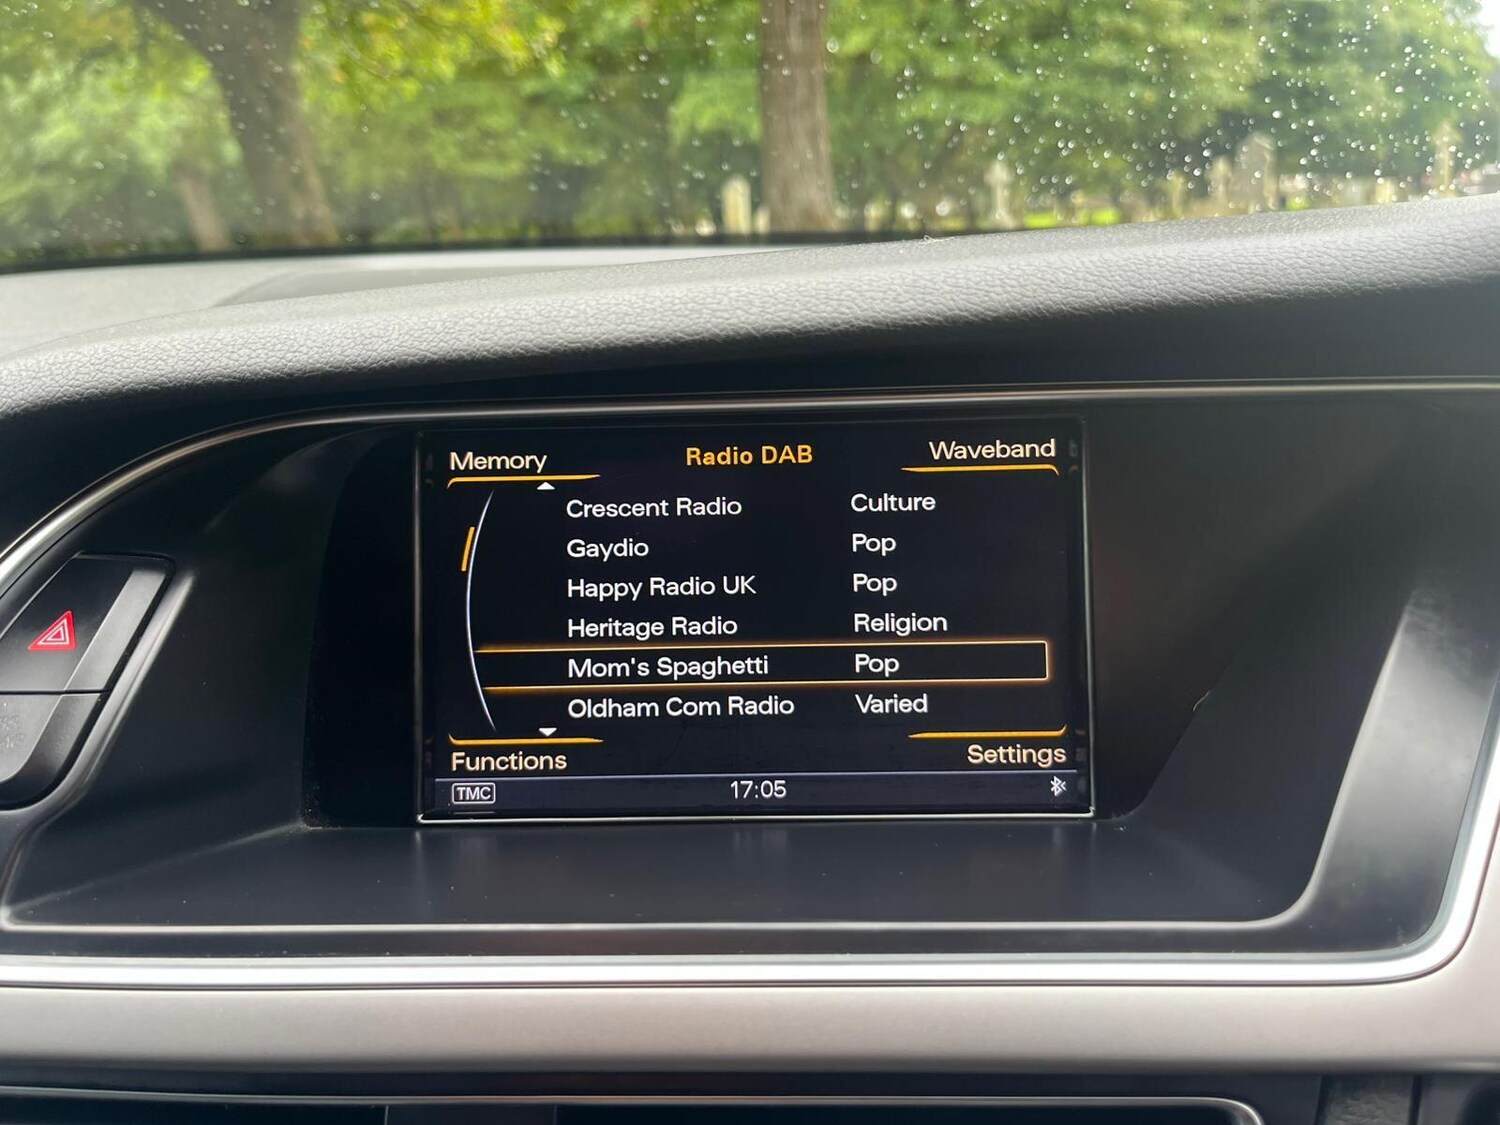 Memory Radio DAB Waveband
Crescent Radio Culture
Gaydio Pop
Happy Radio UK Pop
Heritage Radio Religion
Mom's Spaghetti Pop
Oldham Com Radio Varied
Functions Settings
TMC 17:05